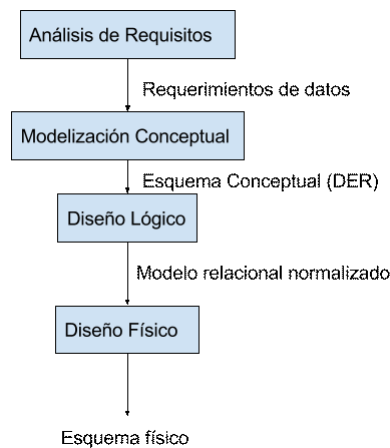 Análisis de Requisitos
Requerimientos de datos
Modelización Conceptual
Esquema Conceptual (DER)
Diseño Lógico
Modelo relacional normalizado
Diseño Físico
Esquema físico